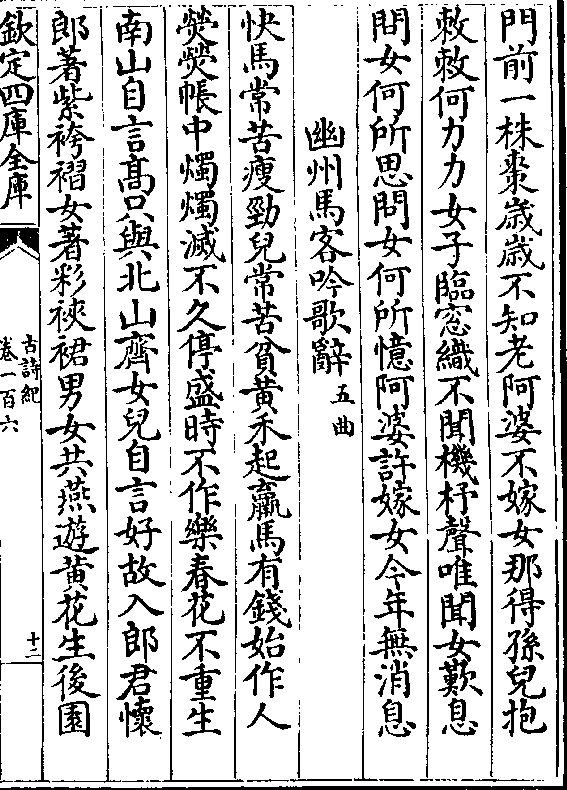 門前一株棗歲歲不知老阿婆不嫁女那得孫兒抱
敕敕何力力女子臨窻織不聞機杼聲唯聞女歎息
問女何所思問女何所憶阿婆許嫁女今年無消息
幽州馬客吟歌辭五曲
快馬常苦瘦勁兒常苦貧黃禾起羸馬有錢始作人
熒熒帳中燭燭滅不久停盛時不作樂春花不重生
南山自言高只與北山齊女兒自言好故入郎君懷
郎著紫袴褶女著彩裌裙男女共燕遊黃花生後園
欽定四庫全庫
古詩紀
卷一百六
十二